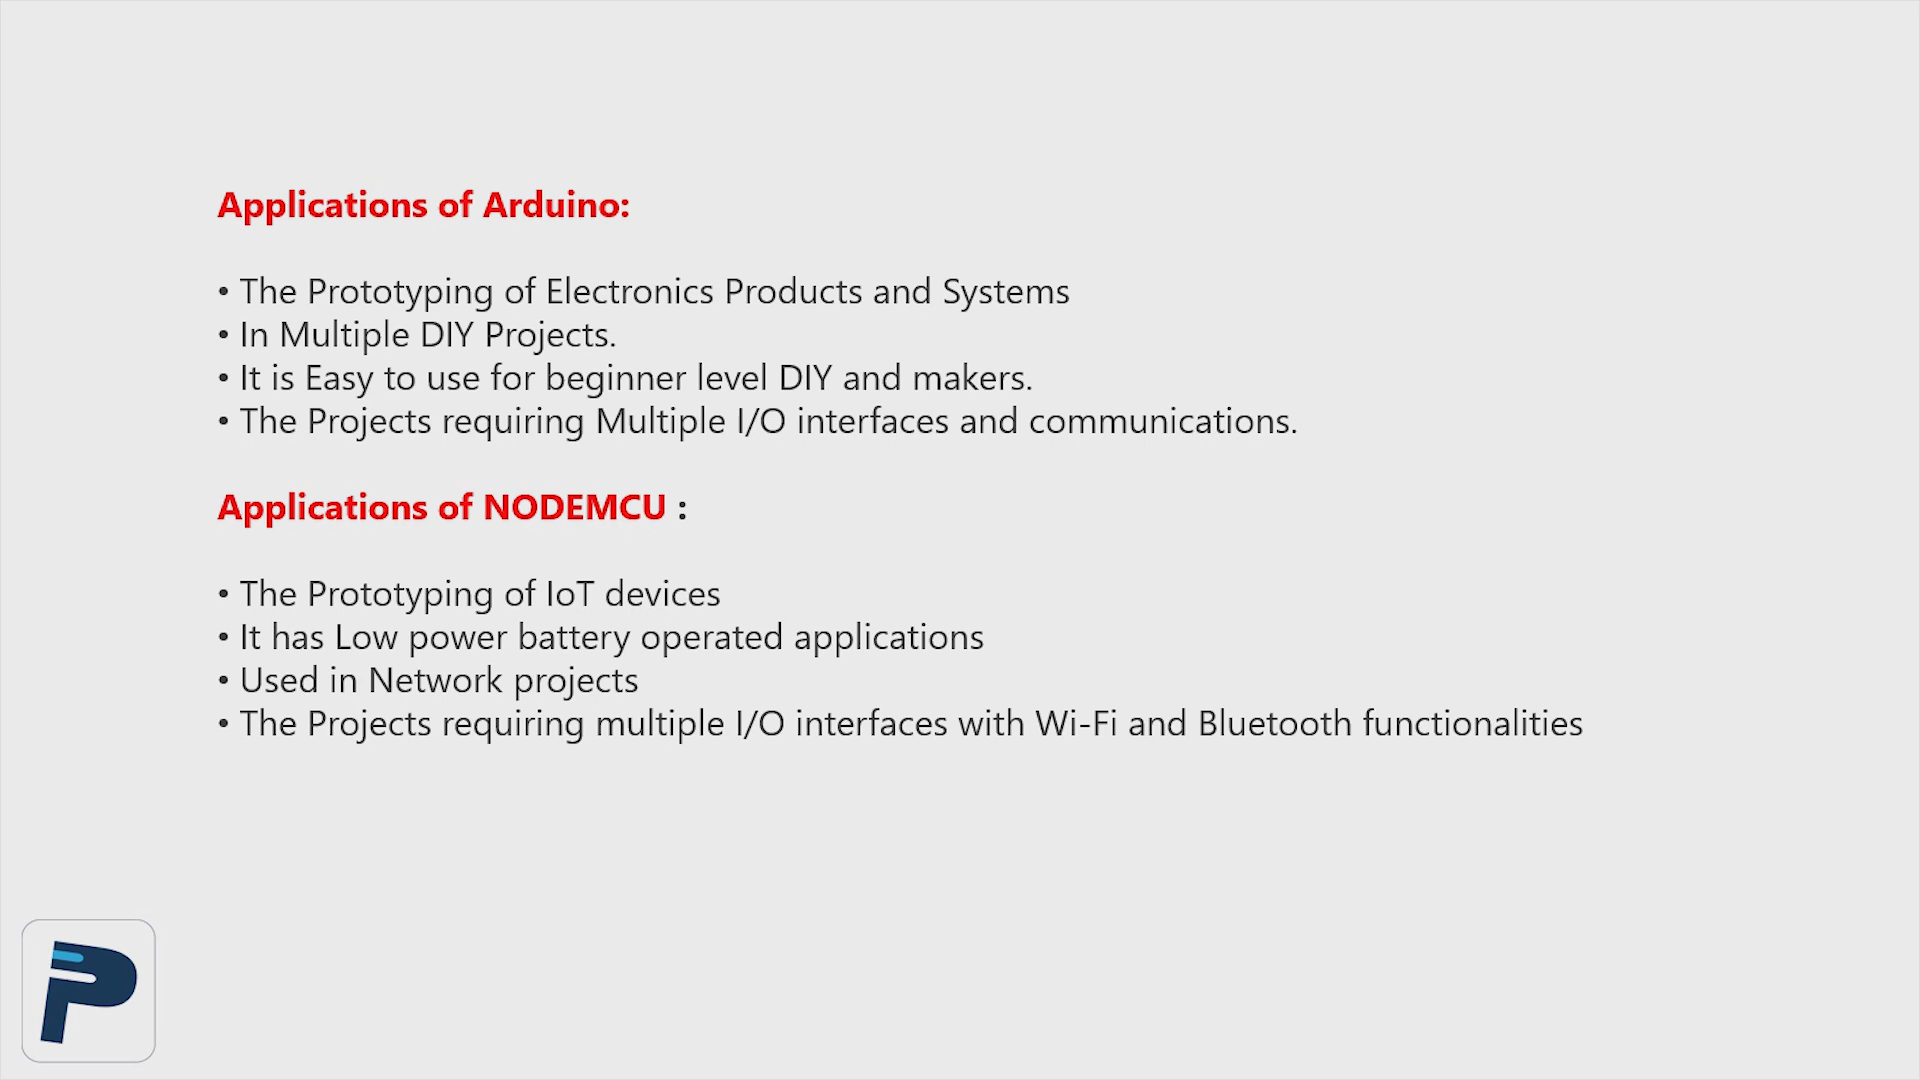 Applications of Arduino:
• The Prototyping of Electronics Products and Systems
• In Multiple DIY Projects.
• It is Easy to use for beginner level DIY and makers.
• The Projects requiring Multiple I/O interfaces and communications.
Applications of NODEMCU :
• The Prototyping of IoT devices
• It has Low power battery operated applications
• Used in Network projects
• The Projects requiring multiple I/O interfaces with Wi-Fi and Bluetooth functionalities
P